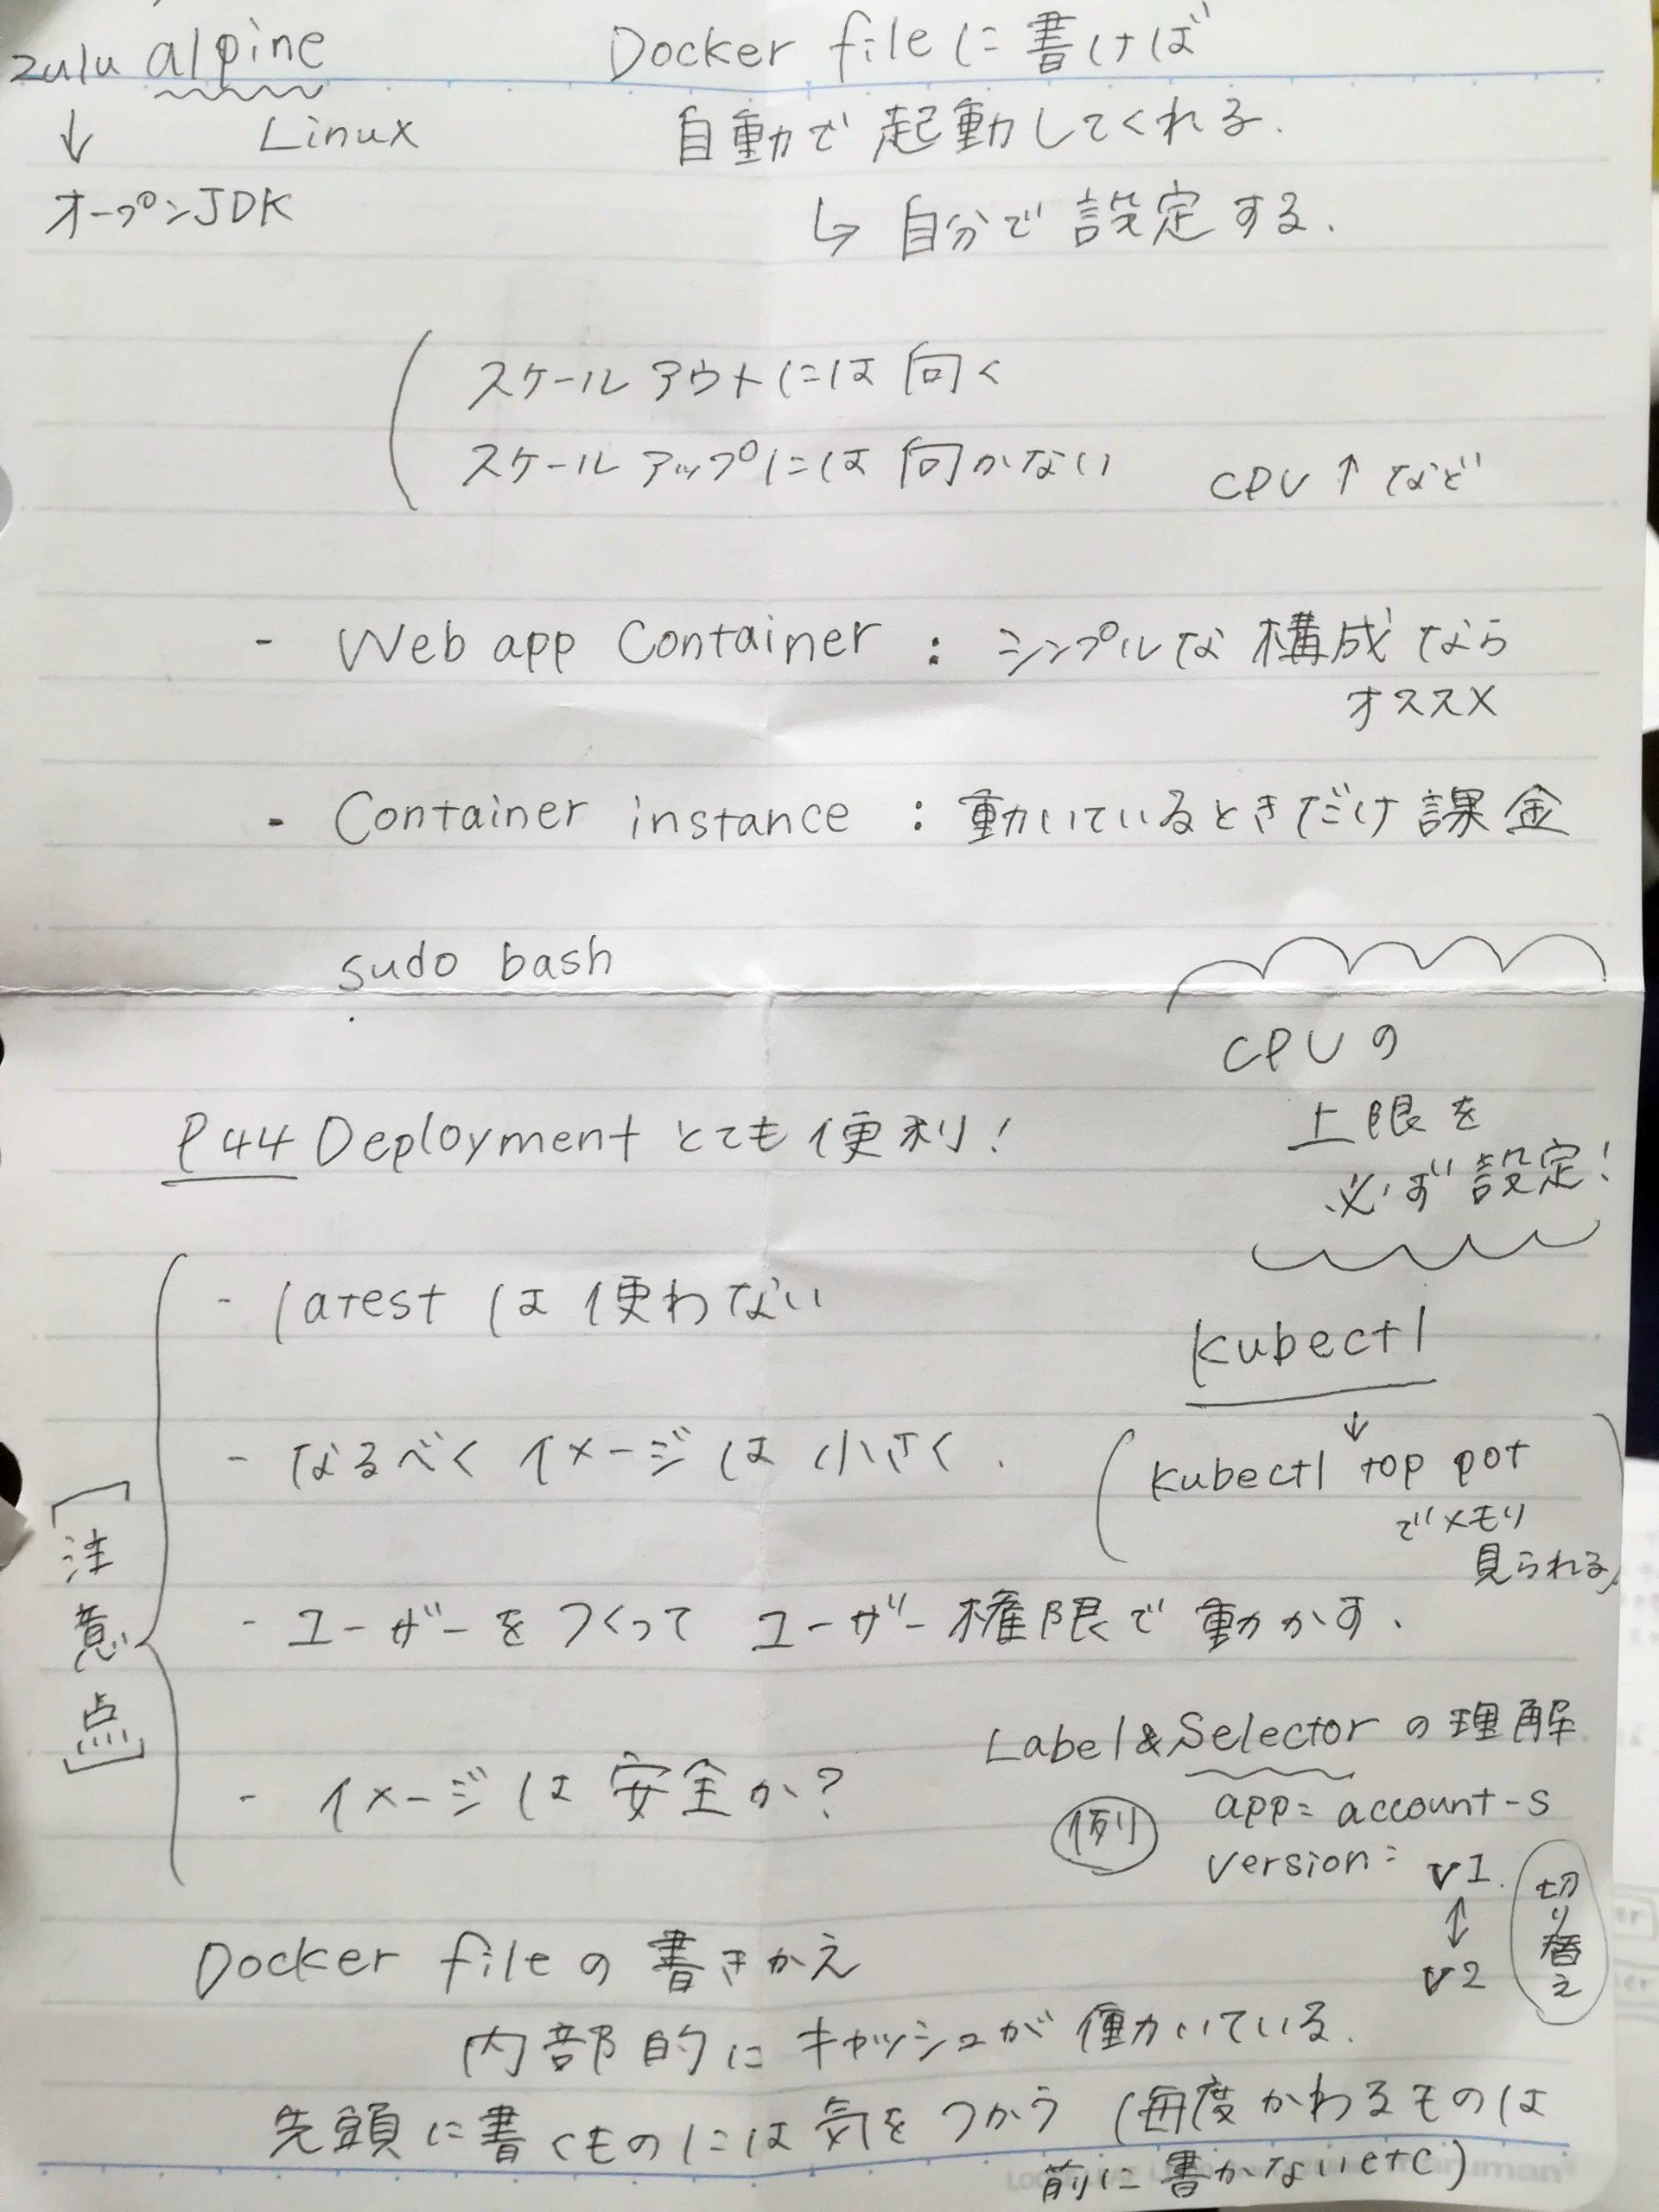 zulu alpine
↓ Linux
オープンJDK
Docker fileに書けば
自動で起動してくれる.
↳ 自分で設定する.
スケールアウトには向く
スケールアップには向かない CPU↑など
- Web app Container : シンプルな構成なら
オススメ
- Container instance : 動いているときだけ課金
sudo bash
CPUの
上限を
必ず設定!
P44 Deployment とても便利!
[注意点]
- latest は使わない
- なるべくイメージは小さく.
- ユーザーをつくってユーザー権限で動かす.
- イメージは安全か?
kubectl
↓
(kubectl top pot
でメモリ
見られる)
Label&Selectorの理解
例 app= account-s
version: v1.
↕
v2
切り替え
Docker fileの書きかえ
内部的にキャッシュが働いている.
先頭に書くものには気をつかう (毎度かわるものは
前に書かないetc)